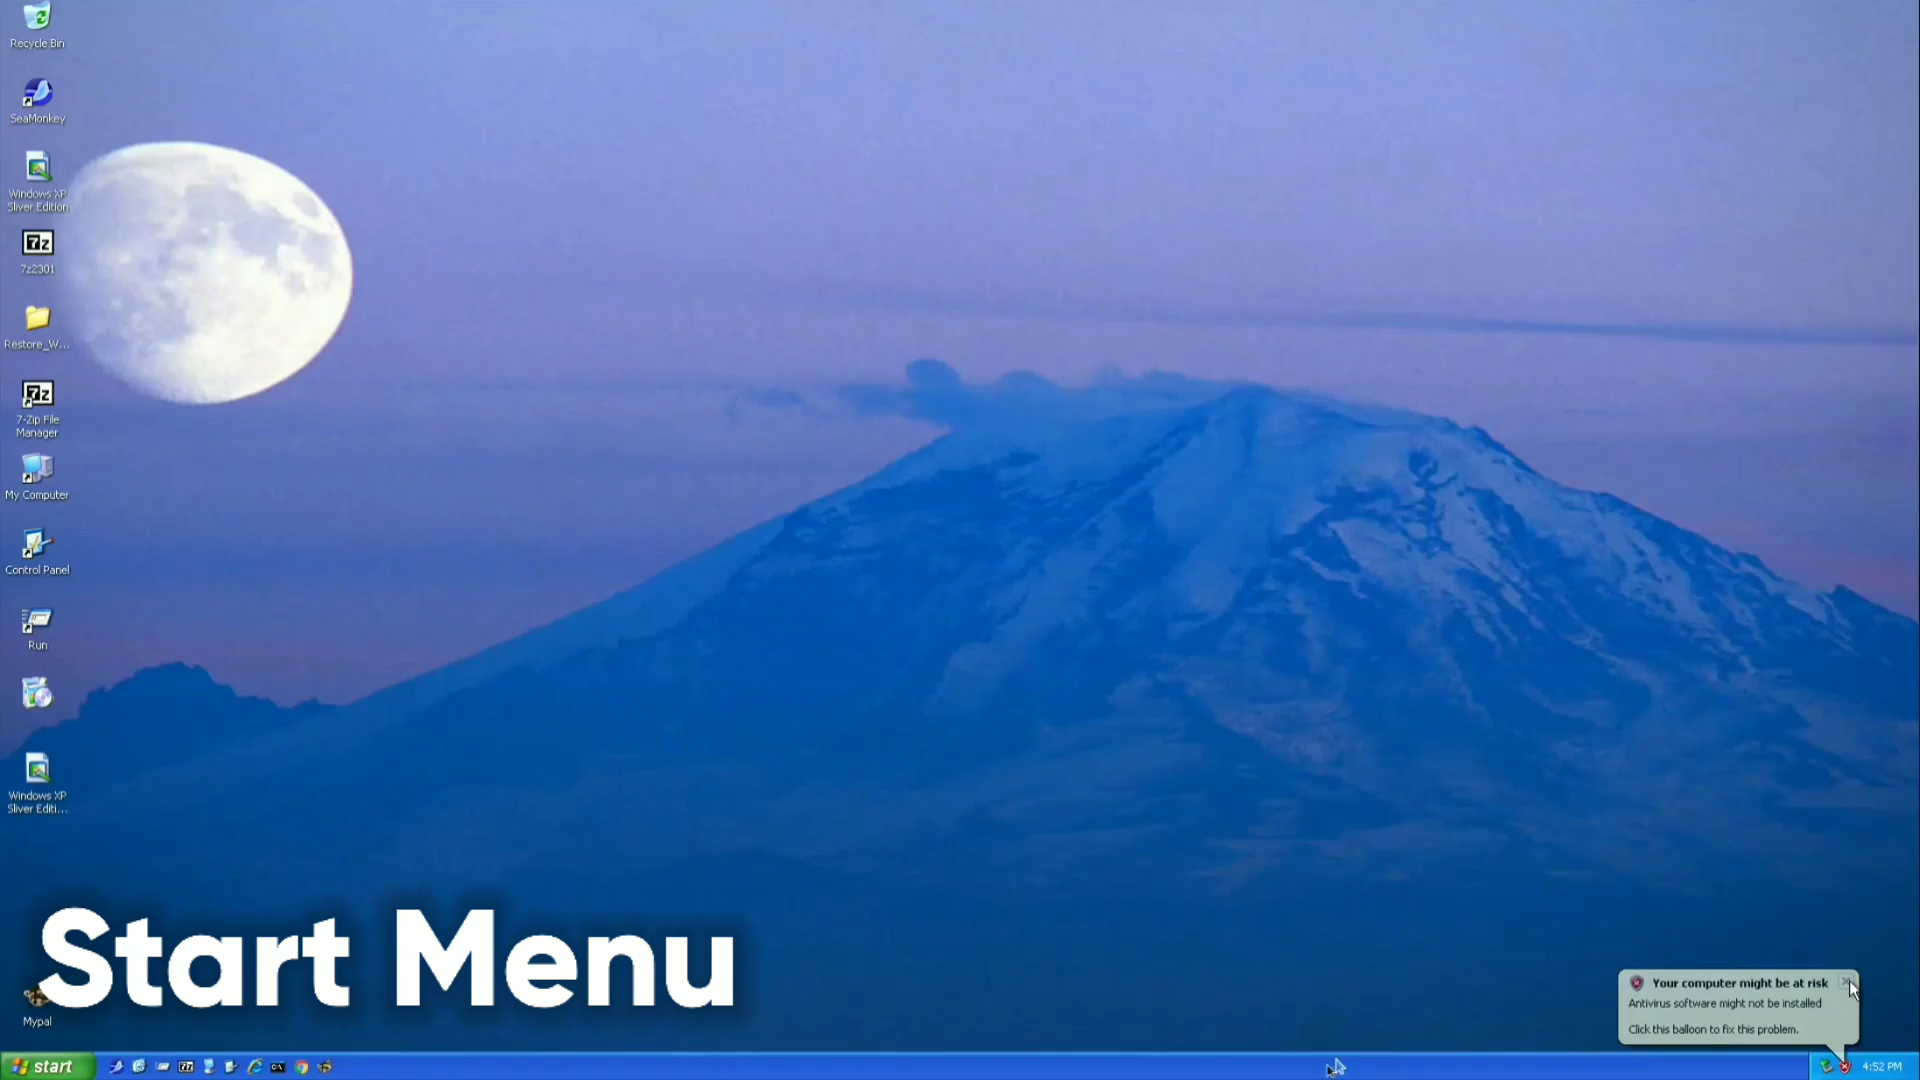 Recycle Bin
SeaMonkey
Windows XP
Sliver Edition
7z2301
Restore_W...
7-Zip File
Manager
My Computer
Control Panel
Run
Windows XP
Sliver Editi...
Start Menu
Mypal
Your computer might be at risk
Antivirus software might not be installed
Click this balloon to fix this problem.
start
4:52 PM